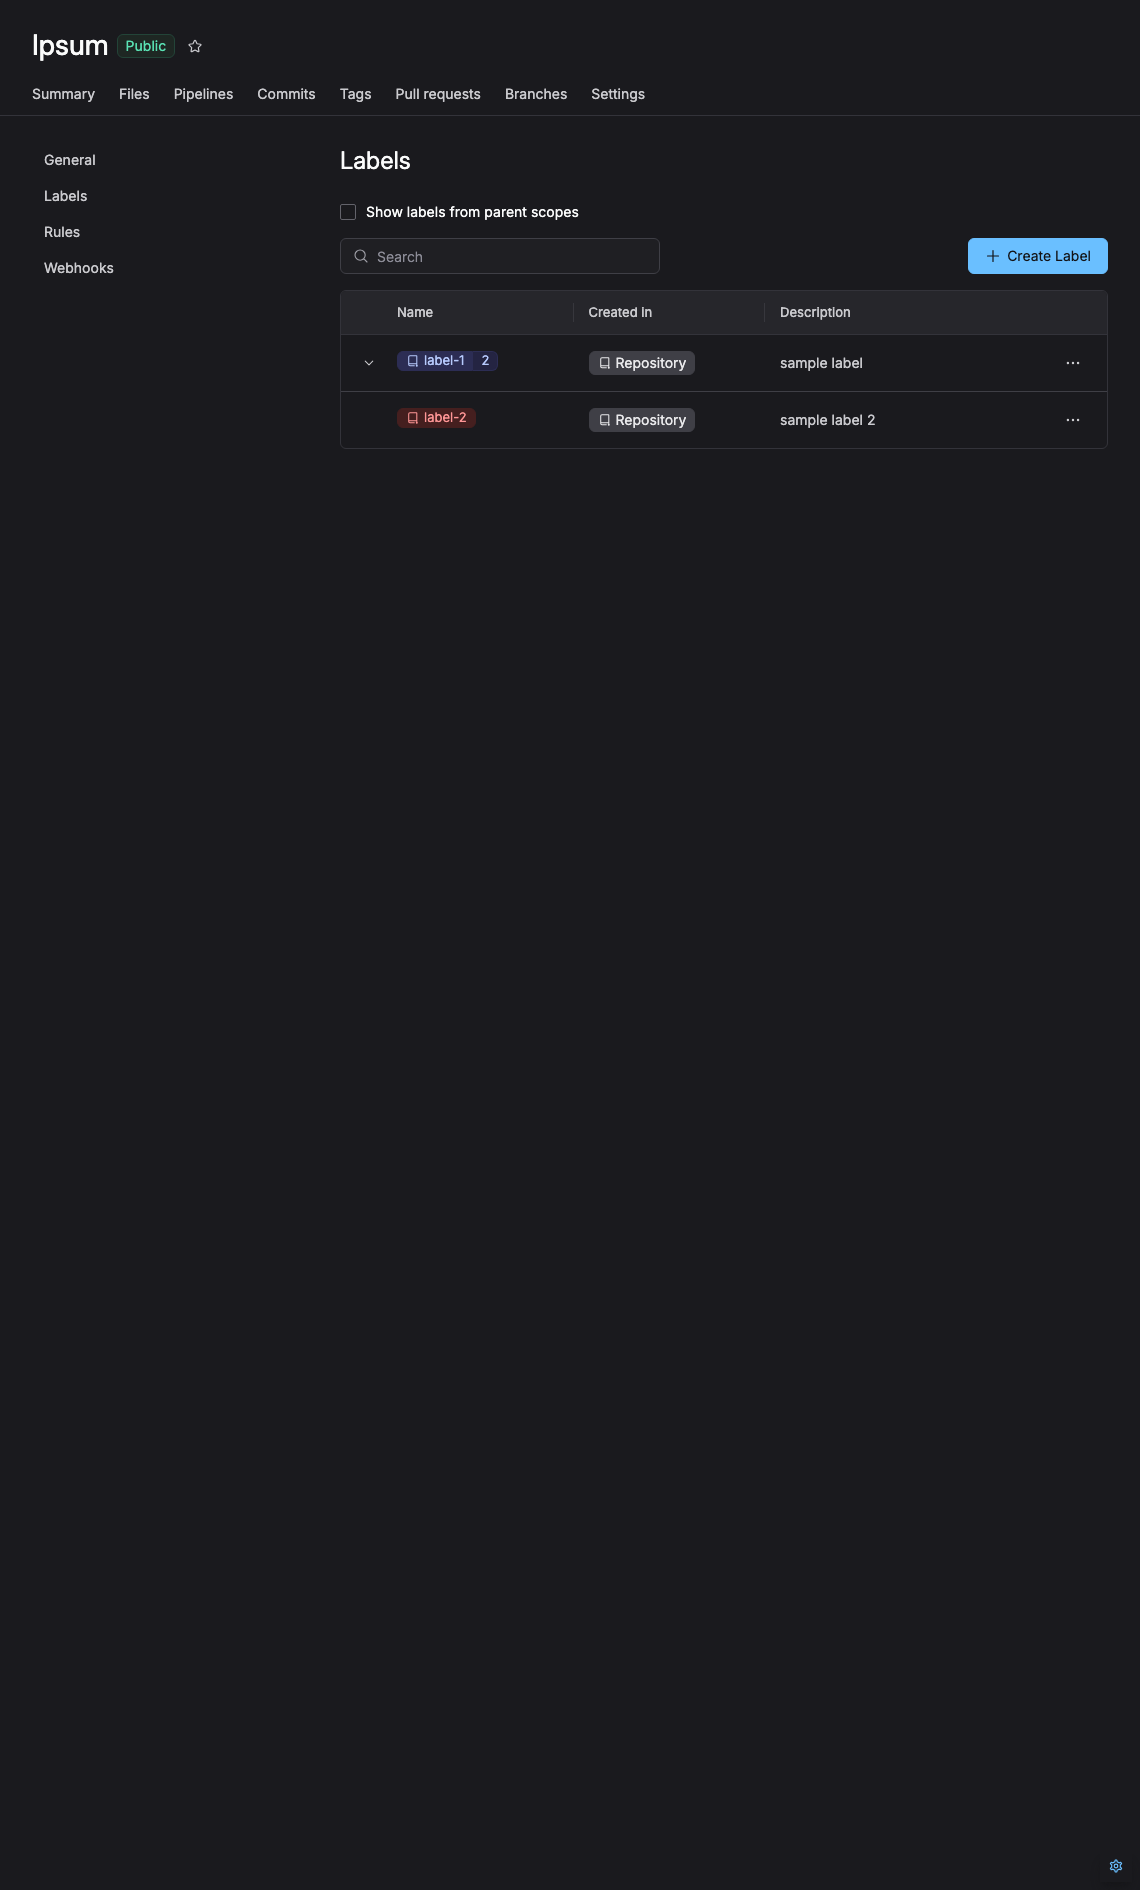 Ipsum Public
Summary Files Pipelines Commits Tags Pull requests Branches Settings
General
Labels
Rules
Webhooks
Labels
Show labels from parent scopes
Search
Create Label
Name Created in Description
label-1 2 Repository sample label
label-2 Repository sample label 2